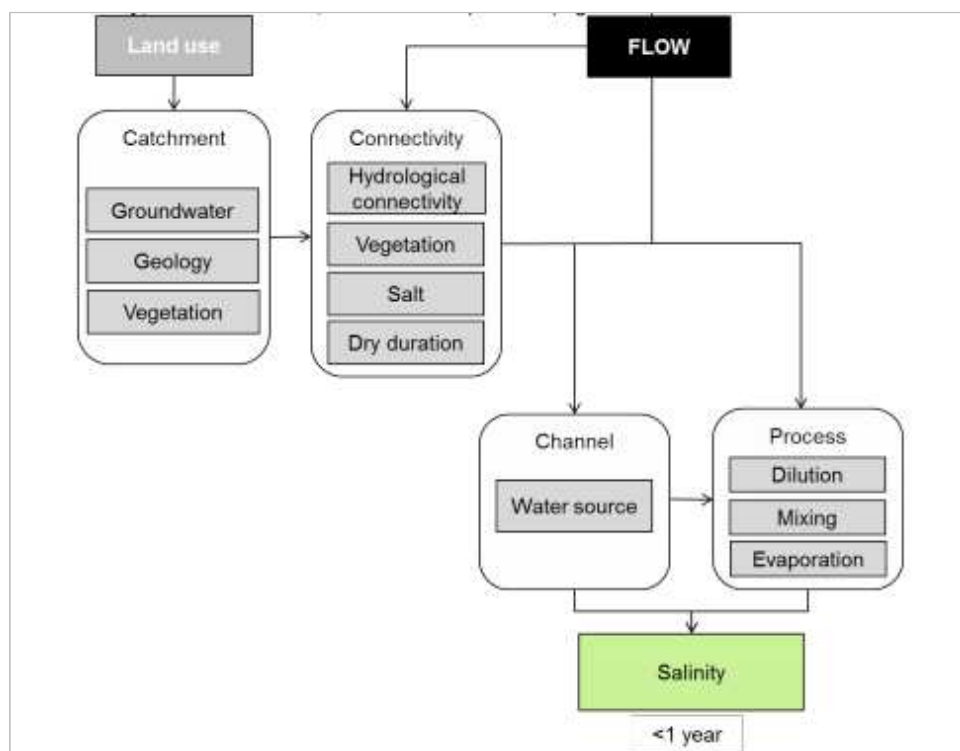 Land use
FLOW
Catchment
Groundwater
Geology
Vegetation
Connectivity
Hydrological
connectivity
Vegetation
Salt
Dry duration
Channel
Water source
Process
Dilution
Mixing
Evaporation
Salinity
<1 year